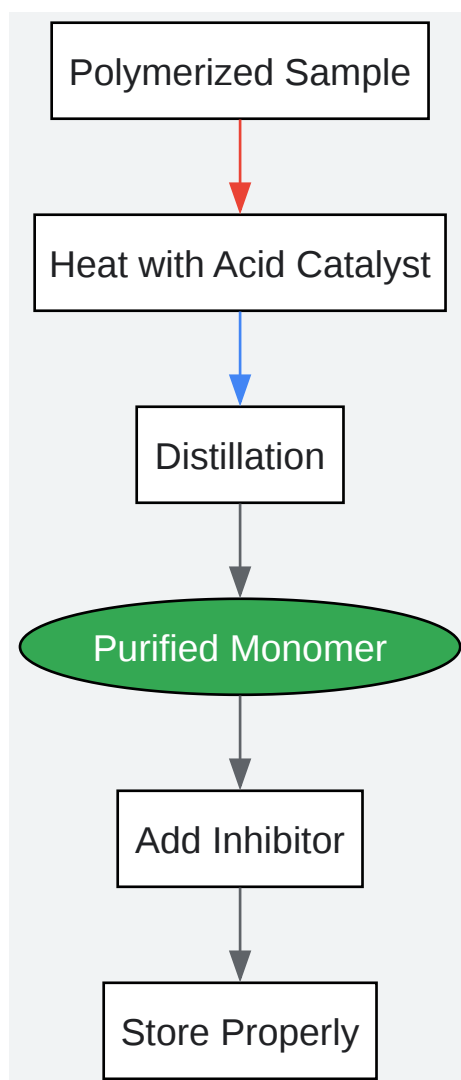 Polymerized Sample
Heat with Acid Catalyst
Distillation
Purified Monomer
Add Inhibitor
Store Properly